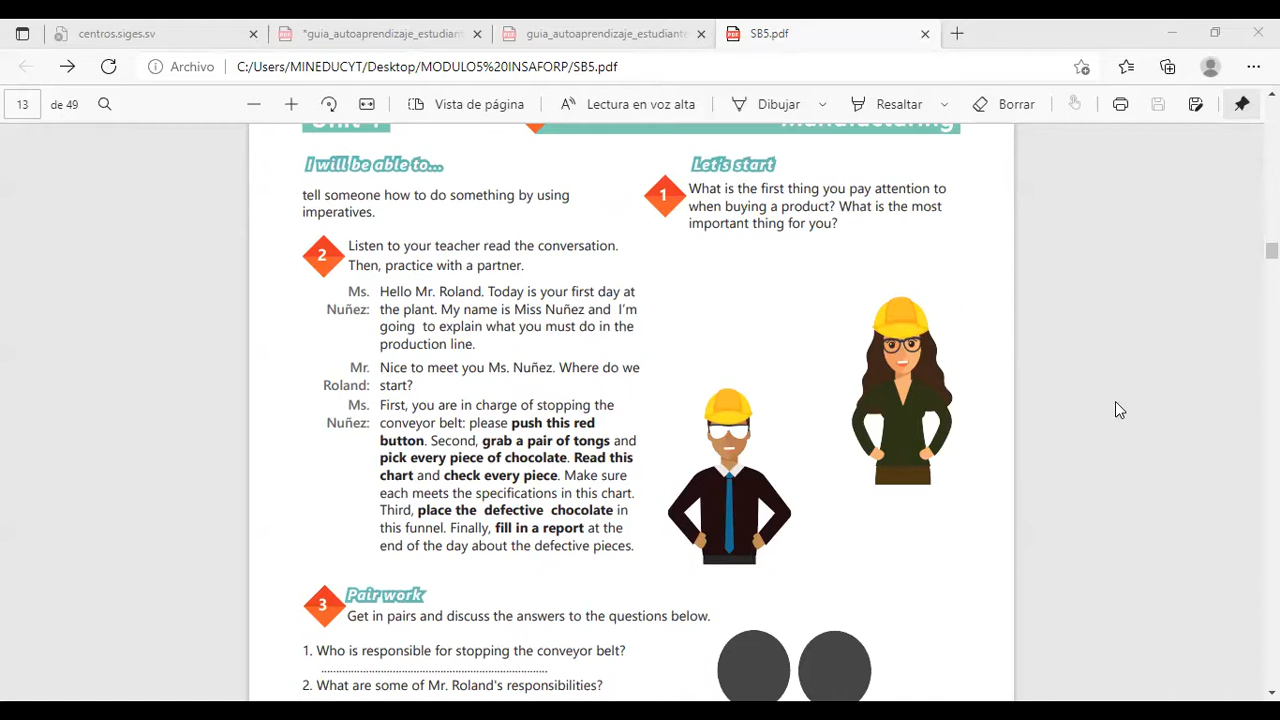 centros.siges.sv
*guia_autoaprendizaje_estudiant
guia_autoaprendizaje_estudiante
SB5.pdf
Archivo
C:/Users/MINEDUCYT/Desktop/MODULO5%20INSAFORP/SB5.pdf
13
de 49
Vista de página
Lectura en voz alta
Dibujar
Resaltar
Borrar
Manufacturing
I will be able to...
tell someone how to do something by using
imperatives.
Let's start
1
What is the first thing you pay attention to
when buying a product? What is the most
important thing for you?
2
Listen to your teacher read the conversation.
Then, practice with a partner.
Ms. Hello Mr. Roland. Today is your first day at
Nuñez: the plant. My name is Miss Nuñez and I'm
going to explain what you must do in the
production line.
Mr. Nice to meet you Ms. Nuñez. Where do we
Roland: start?
Ms. First, you are in charge of stopping the
Nuñez: conveyor belt: please push this red
button. Second, grab a pair of tongs and
pick every piece of chocolate. Read this
chart and check every piece. Make sure
each meets the specifications in this chart.
Third, place the defective chocolate in
this funnel. Finally, fill in a report at the
end of the day about the defective pieces.
3
Pair work
Get in pairs and discuss the answers to the questions below.
1. Who is responsible for stopping the conveyor belt?
2. What are some of Mr. Roland's responsibilities?